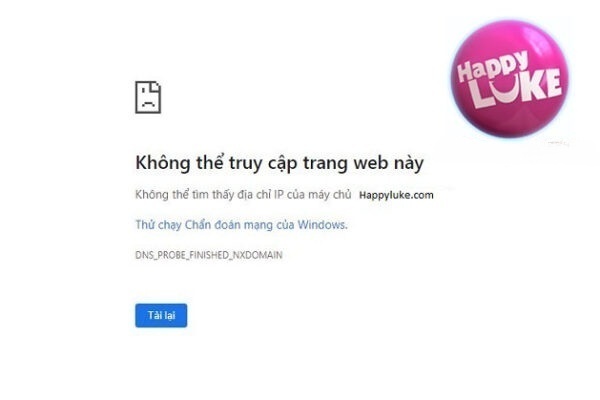 Happy
LUKE
Không thể truy cập trang web này
Không thể tìm thấy địa chỉ IP của máy chủ Happyluke.com
Thử chạy Chẩn đoán mạng của Windows.
DNS_PROBE_FINISHED_NXDOMAIN
Tải lại